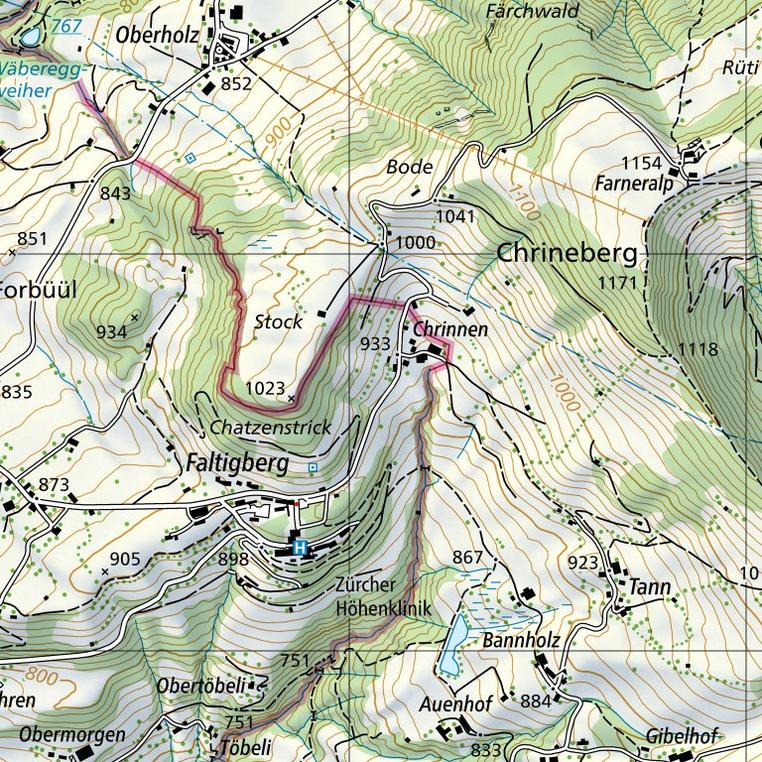 Färchwald
767
Oberholz
Wäberegg-
weiher
Rüti
852
900
1154
Bode
Farneralp
843
1100
1041
851
1000
Chrineberg
Forbüül
1171
Stock
934
Chrinnen
933
1118
835
1023
1000
Chatzenstrick
Faltigberg
873
905
898
H
867
923
Tann
10
Zürcher
Höhenklinik
Bannholz
751
800
hren
Obertöbeli
Auenhof
884
751
Obermorgen
Töbeli
833
Gibelhof